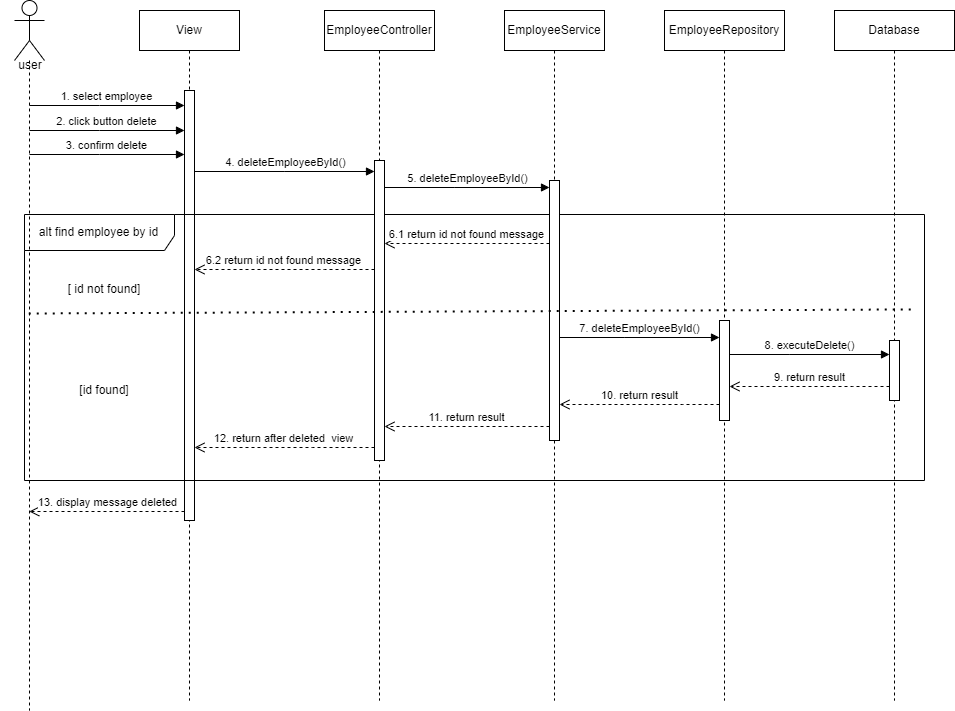 View
EmployeeController
EmployeeService
EmployeeRepository
Database
user
1. select employee
2. click button delete
3. confirm delete
4. deleteEmployeeById()
5. deleteEmployeeById()
alt find employee by id
6.1 return id not found message
6.2 return id not found message
[ id not found]
7. deleteEmployeeById()
8. executeDelete()
9. return result
[id found]
10. return result
11. return result
12. return after deleted  view
13. display message deleted